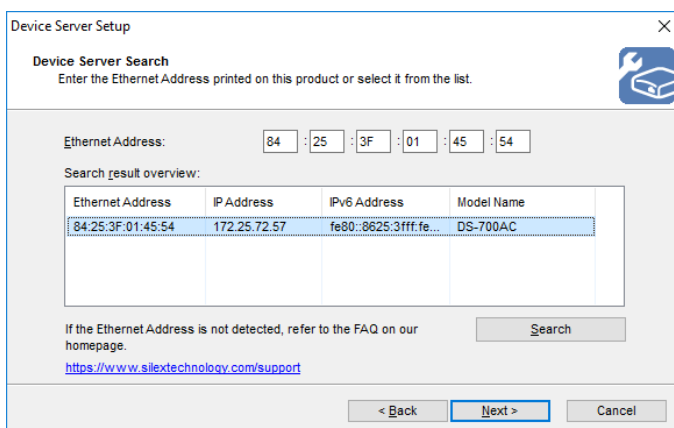 Device Server Setup
Device Server Search
Enter the Ethernet Address printed on this product or select it from the list.
Ethernet Address: 84 : 25 : 3F : 01 : 45 : 54
Search result overview:
Ethernet Address IP Address IPv6 Address Model Name
84:25:3F:01:45:54 172.25.72.57 fe80::8625:3fff:fe... DS-700AC
If the Ethernet Address is not detected, refer to the FAQ on our
homepage.
Search
https://www.silextechnology.com/support
< Back Next > Cancel